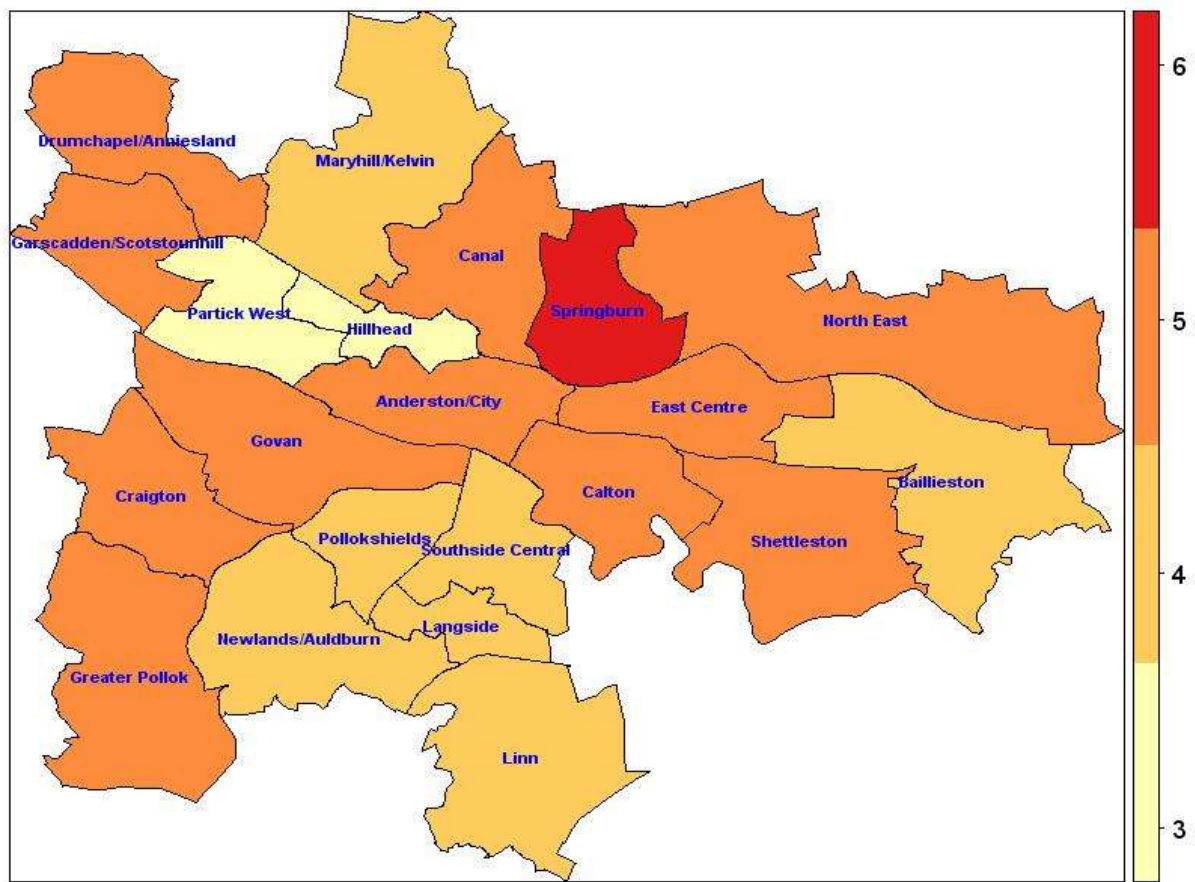 6
Drumchapel/Anniesland
Maryhill/Kelvin
Garscadden/Scotstounhill
Canal
Partick West
Hillhead
Springburn
North East
5
Anderston/City
East Centre
Govan
Craigton
Calton
Baillieston
Pollokshields
Southside Central
Shettleston
4
Newlands/Auldburn
Langside
Greater Pollok
Linn
3